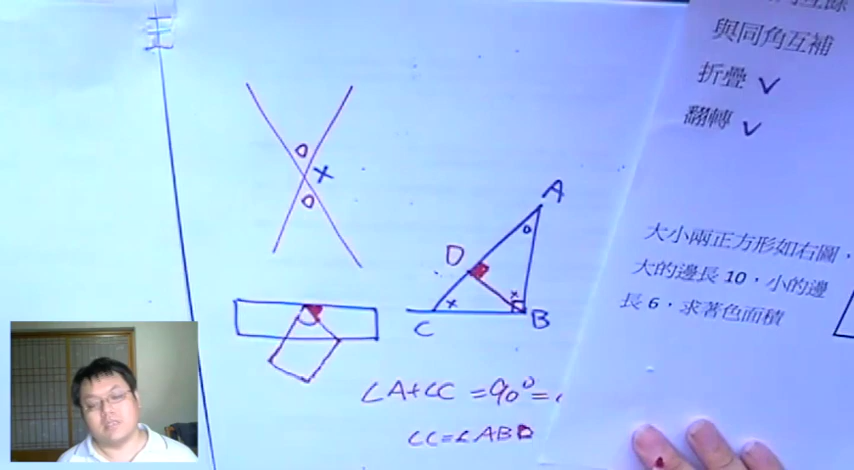 與同角互補
折疊 ✓
翻轉 ✓
大小兩正方形如右圖，
大的邊長 10，小的邊
長 6，求著色面積
O
X
O
A
O
D
X
X
C
B
∠A+∠C =90°=
∠C=∠ABD